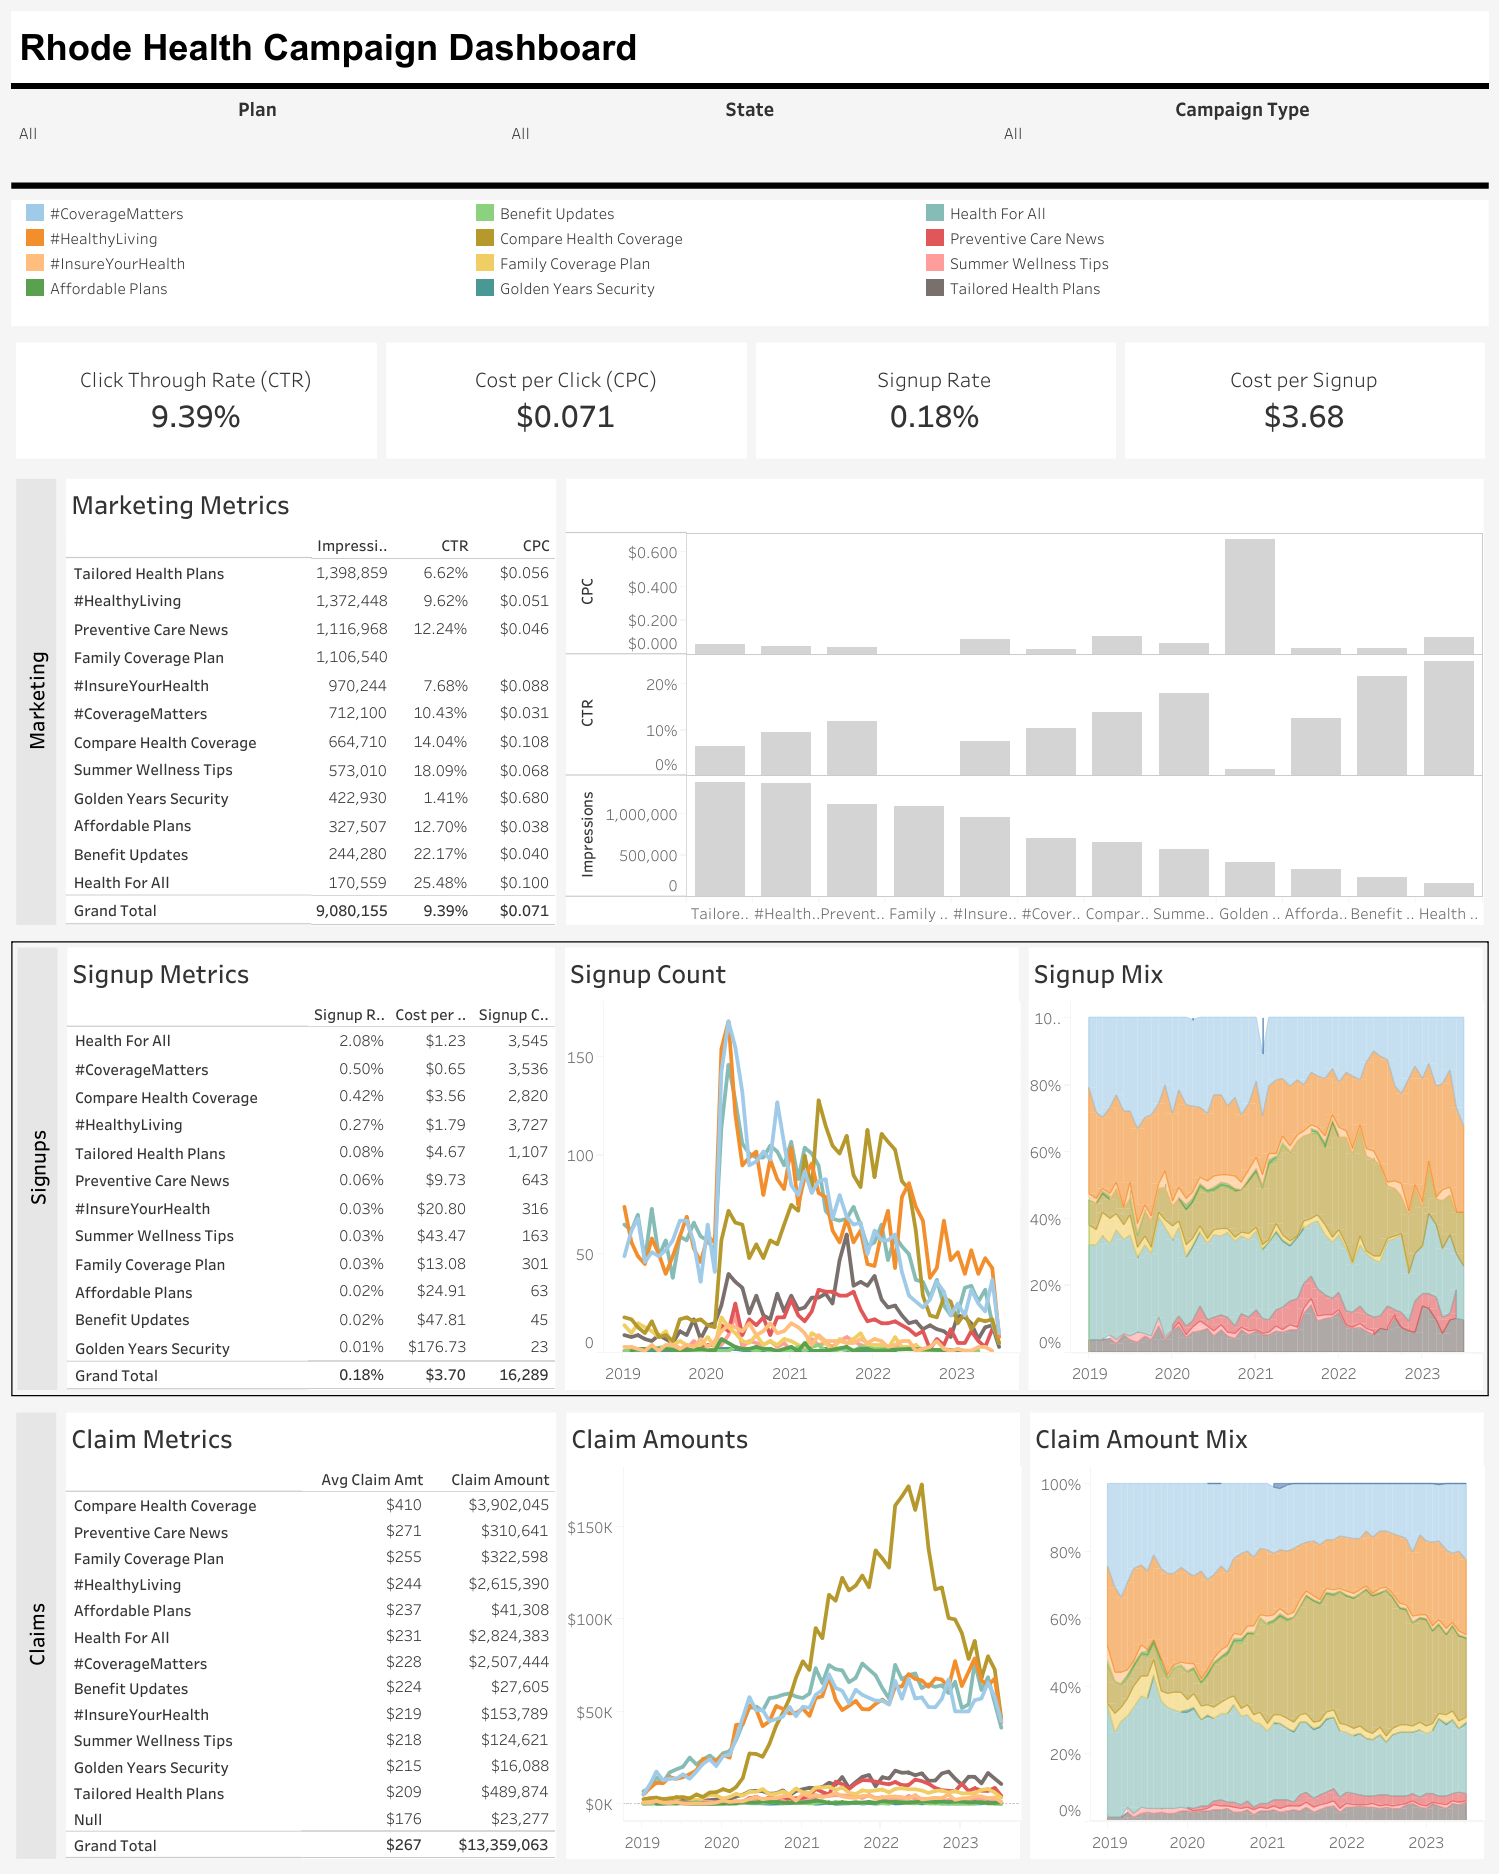 Rhode Health Campaign Dashboard
Plan State Campaign Type
All All All
#CoverageMatters Benefit Updates Health For All
#HealthyLiving Compare Health Coverage Preventive Care News
#InsureYourHealth Family Coverage Plan Summer Wellness Tips
Affordable Plans Golden Years Security Tailored Health Plans
Click Through Rate (CTR) Cost per Click (CPC) Signup Rate Cost per Signup
9.39% $0.071 0.18% $3.68
Marketing
Marketing Metrics
Impressi.. CTR CPC
Tailored Health Plans 1,398,859 6.62% $0.056
#HealthyLiving 1,372,448 9.62% $0.051
Preventive Care News 1,116,968 12.24% $0.046
Family Coverage Plan 1,106,540
#InsureYourHealth 970,244 7.68% $0.088
#CoverageMatters 712,100 10.43% $0.031
Compare Health Coverage 664,710 14.04% $0.108
Summer Wellness Tips 573,010 18.09% $0.068
Golden Years Security 422,930 1.41% $0.680
Affordable Plans 327,507 12.70% $0.038
Benefit Updates 244,280 22.17% $0.040
Health For All 170,559 25.48% $0.100
Grand Total 9,080,155 9.39% $0.071
CPC
$0.600
$0.400
$0.200
$0.000
CTR
20%
10%
0%
Impressions
1,000,000
500,000
0
Tailore.. #Health.. Prevent.. Family .. #Insure.. #Cover.. Compar.. Summe.. Golden .. Afforda.. Benefit .. Health ..
Signups
Signup Metrics
Signup R.. Cost per .. Signup C..
Health For All 2.08% $1.23 3,545
#CoverageMatters 0.50% $0.65 3,536
Compare Health Coverage 0.42% $3.56 2,820
#HealthyLiving 0.27% $1.79 3,727
Tailored Health Plans 0.08% $4.67 1,107
Preventive Care News 0.06% $9.73 643
#InsureYourHealth 0.03% $20.80 316
Summer Wellness Tips 0.03% $43.47 163
Family Coverage Plan 0.03% $13.08 301
Affordable Plans 0.02% $24.91 63
Benefit Updates 0.02% $47.81 45
Golden Years Security 0.01% $176.73 23
Grand Total 0.18% $3.70 16,289
Signup Count
150
100
50
0
2019 2020 2021 2022 2023
Signup Mix
10..
80%
60%
40%
20%
0%
2019 2020 2021 2022 2023
Claims
Claim Metrics
Avg Claim Amt Claim Amount
Compare Health Coverage $410 $3,902,045
Preventive Care News $271 $310,641
Family Coverage Plan $255 $322,598
#HealthyLiving $244 $2,615,390
Affordable Plans $237 $41,308
Health For All $231 $2,824,383
#CoverageMatters $228 $2,507,444
Benefit Updates $224 $27,605
#InsureYourHealth $219 $153,789
Summer Wellness Tips $218 $124,621
Golden Years Security $215 $16,088
Tailored Health Plans $209 $489,874
Null $176 $23,277
Grand Total $267 $13,359,063
Claim Amounts
$150K
$100K
$50K
$0K
2019 2020 2021 2022 2023
Claim Amount Mix
100%
80%
60%
40%
20%
0%
2019 2020 2021 2022 2023